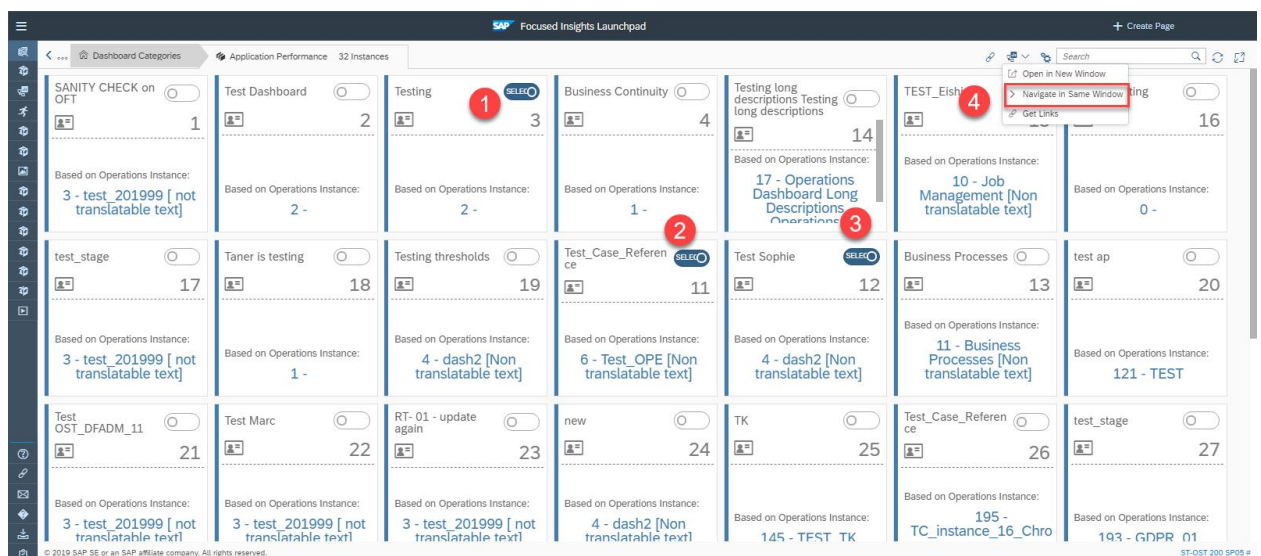 SAP Focused Insights Launchpad
+ Create Page
... Dashboard Categories
Application Performance 32 Instances
Search
Open in New Window
Navigate in Same Window
Get Links
4
SANITY CHECK on
OFT
1
Based on Operations Instance:
3 - test_201999 [ not
translatable text]
Test Dashboard
2
Based on Operations Instance:
2 -
Testing
SELEC
1
3
Based on Operations Instance:
2 -
Business Continuity
4
Based on Operations Instance:
1 -
Testing long
descriptions Testing
long descriptions
14
Based on Operations Instance:
17 - Operations
Dashboard Long
Descriptions
Operations
TEST_Eishi
Based on Operations Instance:
10 - Job
Management [Non
translatable text]
ting
16
Based on Operations Instance:
0 -
test_stage
17
Based on Operations Instance:
3 - test_201999 [ not
translatable text]
Taner is testing
18
Based on Operations Instance:
1 -
Testing thresholds
19
Based on Operations Instance:
4 - dash2 [Non
translatable text]
2
Test_Case_Referen
ce
SELEC
11
Based on Operations Instance:
6 - Test_OPE [Non
translatable text]
3
Test Sophie
SELEC
12
Based on Operations Instance:
4 - dash2 [Non
translatable text]
Business Processes
13
Based on Operations Instance:
11 - Business
Processes [Non
translatable text]
test ap
20
Based on Operations Instance:
121 - TEST
Test
OST_DFADM_11
21
Based on Operations Instance:
3 - test_201999 [ not
translatable text]
Test Marc
22
Based on Operations Instance:
3 - test_201999 [ not
translatable text]
RT- 01 - update
again
23
Based on Operations Instance:
3 - test_201999 [ not
translatable text]
new
24
Based on Operations Instance:
4 - dash2 [Non
translatable text]
TK
25
Based on Operations Instance:
145 - TEST_TK
Test_Case_Referen
ce
26
Based on Operations Instance:
195 -
TC_instance_16_Chro
test_stage
27
Based on Operations Instance:
193 - GDPR_01
© 2019 SAP SE or an SAP affiliate company. All rights reserved.
ST-OST 200 SP05 #